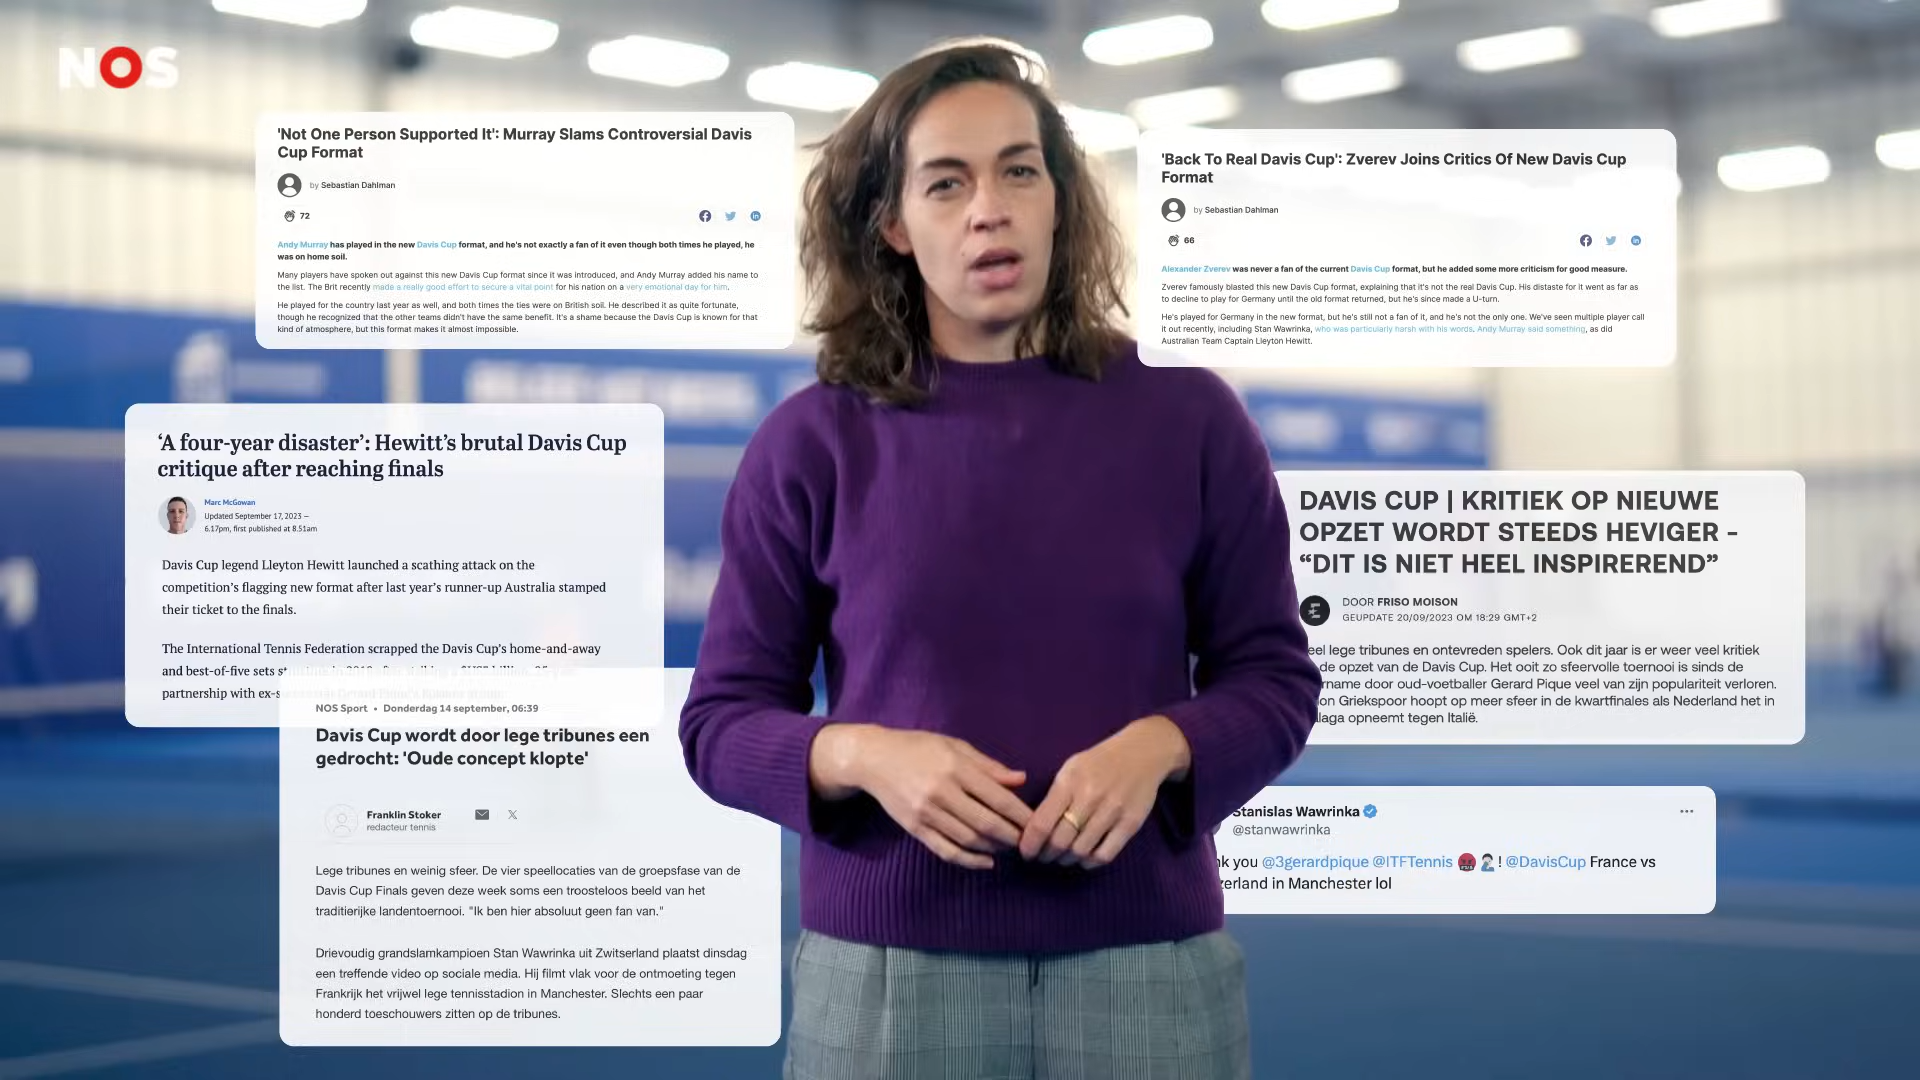 NOS
'Not One Person Supported It': Murray Slams Controversial Davis
Cup Format
by Sebastian Dahlman
72
Andy Murray has played in the new Davis Cup format, and he's not exactly a fan of it even though both times he played, he
was on home soil.
Many players have spoken out against this new Davis Cup format since it was introduced, and Andy Murray added his name to
the list. The Brit recently made a really good effort to secure a vital point for his nation on a very emotional day for him.
He played for the country last year as well, and both times the ties were on British soil. He described it as quite fortunate,
though he recognized that the other teams didn't have the same benefit. It's a shame because the Davis Cup is known for that
kind of atmosphere, but this format makes it almost impossible.
'Back To Real Davis Cup': Zverev Joins Critics Of New Davis Cup
Format
by Sebastian Dahlman
66
Alexander Zverev was never a fan of the current Davis Cup format, but he added some more criticism for good measure.
Zverev famously blasted this new Davis Cup format, explaining that it's not the real Davis Cup. His distaste for it went as far as
to decline to play for Germany until the old format returned, but he's since made a U-turn.
He's played for Germany in the new format, but he's still not a fan of it, and he's not the only one. We've seen multiple player call
it out recently, including Stan Wawrinka, who was particularly harsh with his words. Andy Murray said something, as did
Australian Team Captain Lleyton Hewitt.
‘A four-year disaster’: Hewitt’s brutal Davis Cup
critique after reaching finals
Marc McGowan
Updated September 17, 2023 –
6.17pm, first published at 8.51am
Davis Cup legend Lleyton Hewitt launched a scathing attack on the
competition’s flagging new format after last year’s runner-up Australia stamped
their ticket to the finals.
The International Tennis Federation scrapped the Davis Cup’s home-and-away
and best-of-five sets
partnership with
NOS Sport • Donderdag 14 september, 06:39
Davis Cup wordt door lege tribunes een
gedrocht: 'Oude concept klopte'
Franklin Stoker
redacteur tennis
Lege tribunes en weinig sfeer. De vier speellocaties van de groepsfase van de
Davis Cup Finals geven deze week soms een troosteloos beeld van het
traditierijke landentoernooi. "Ik ben hier absoluut geen fan van."
Drievoudig grandslamkampioen Stan Wawrinka uit Zwitserland plaatst dinsdag
een treffende video op sociale media. Hij filmt vlak voor de ontmoeting tegen
Frankrijk het vrijwel lege tennisstadion in Manchester. Slechts een paar
honderd toeschouwers zitten op de tribunes.
DAVIS CUP | KRITIEK OP NIEUWE
OPZET WORDT STEEDS HEVIGER -
“DIT IS NIET HEEL INSPIREREND”
DOOR FRISO MOISON
GEUPDATE 20/09/2023 OM 18:29 GMT+2
eel lege tribunes en ontevreden spelers. Ook dit jaar is er weer veel kritiek
de opzet van de Davis Cup. Het ooit zo sfeervolle toernooi is sinds de
rname door oud-voetballer Gerard Pique veel van zijn populariteit verloren.
on Griekspoor hoopt op meer sfeer in de kwartfinales als Nederland het in
laga opneemt tegen Italië.
Stanislas Wawrinka
@stanwawrinka
nk you @3gerardpique @ITFTennis 🤬🤦🏻‍♂️! @DavisCup France vs
zerland in Manchester lol